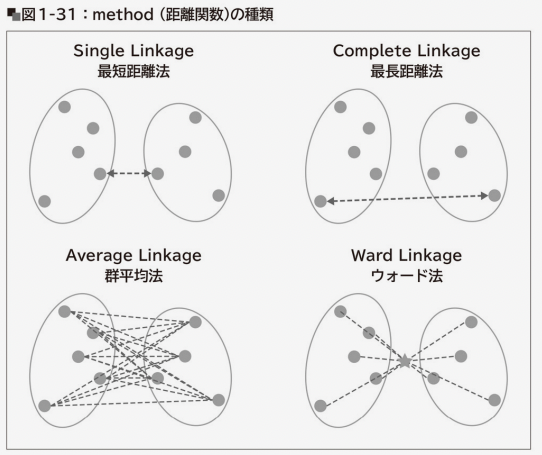 図1-31：method（距離関数）の種類
Single Linkage
最短距離法
Complete Linkage
最長距離法
Average Linkage
群平均法
Ward Linkage
ウォード法